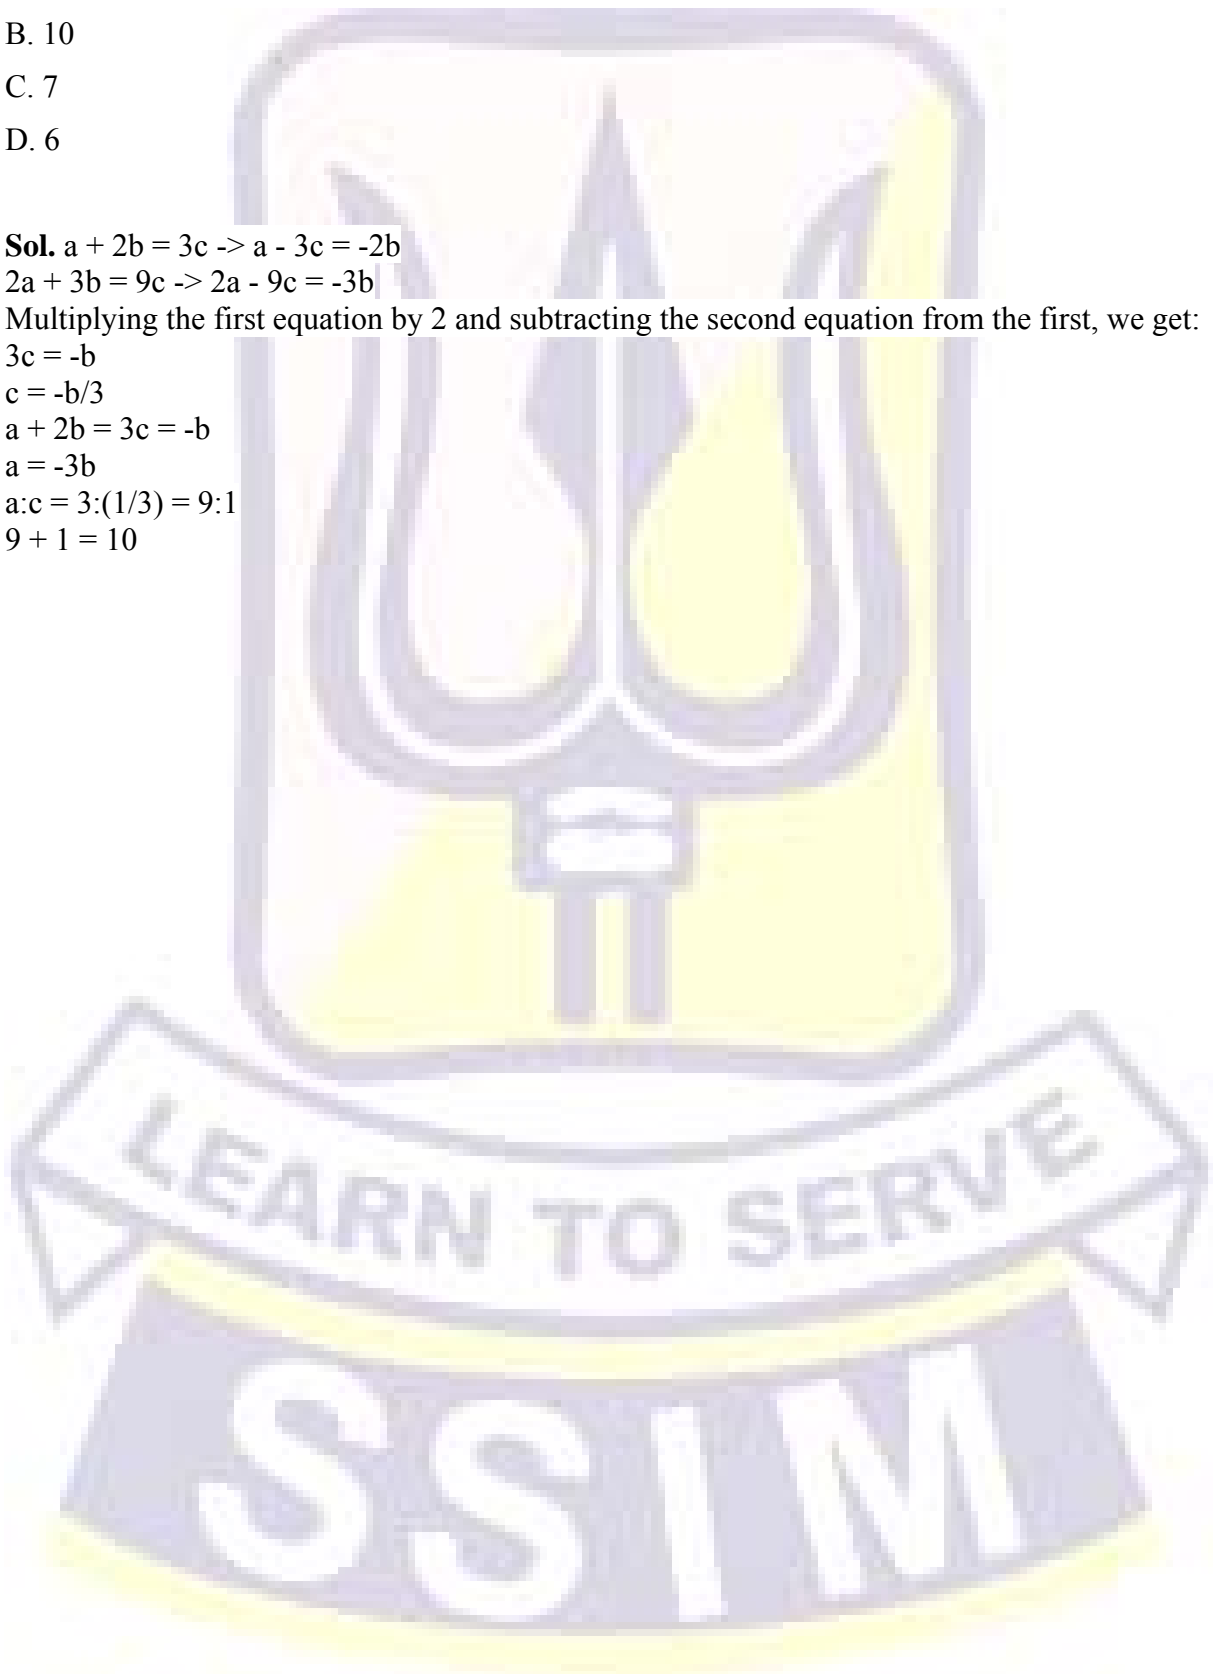 B. 10
C. 7
D. 6
Sol. a + 2b = 3c -> a - 3c = -2b
2a + 3b = 9c -> 2a - 9c = -3b
Multiplying the first equation by 2 and subtracting the second equation from the first, we get:
3c = -b
c = -b/3
a + 2b = 3c = -b
a = -3b
a:c = 3:(1/3) = 9:1
9 + 1 = 10
LEARN TO SERVE
SSIM